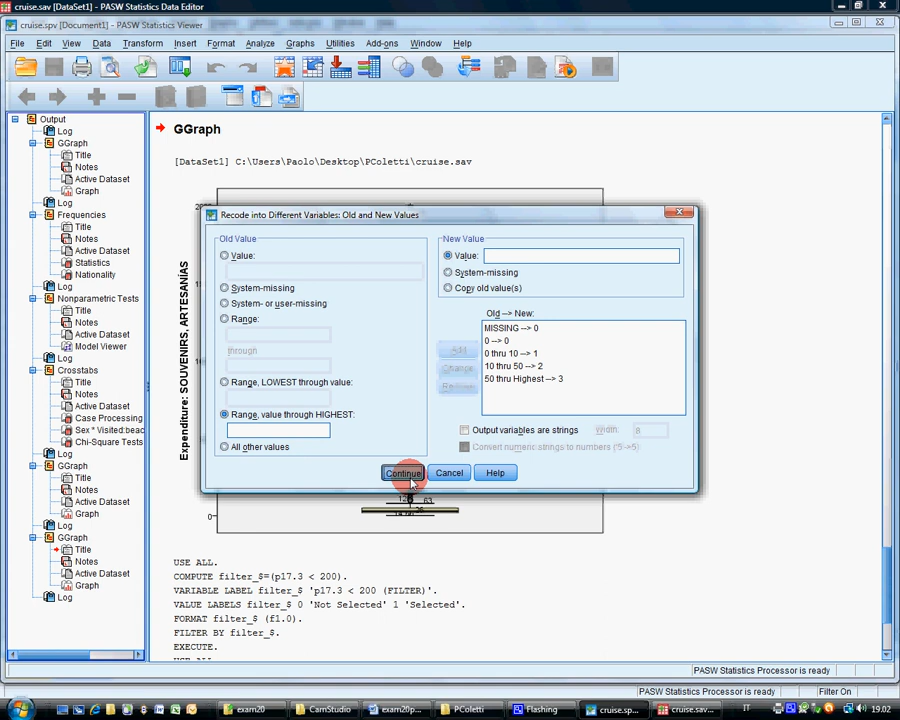 cruise.sav [DataSet1] - PASW Statistics Data Editor
cruise.spv [Document1] - PASW Statistics Viewer
File Edit View Data Transform Insert Format Analyze Graphs Utilities Add-ons Window Help
Output
Log
GGraph
Title
Notes
Active Dataset
Graph
Log
Frequencies
Title
Notes
Active Dataset
Statistics
Nationality
Log
Nonparametric Tests
Title
Notes
Active Dataset
Model Viewer
Log
Crosstabs
Title
Notes
Active Dataset
Case Processing
Sex * Visited:beac
Chi-Square Tests
Log
GGraph
Title
Notes
Active Dataset
Graph
Log
GGraph
Title
Notes
Active Dataset
Graph
Log
GGraph
[DataSet1] C:\Users\Paolo\Desktop\PColetti\cruise.sav
Expenditure: SOUVENIRS, ARTESANÍAS
0
63
Recode into Different Variables: Old and New Values
Old Value
Value:
System-missing
System- or user-missing
Range:
through
Range, LOWEST through value:
Range, value through HIGHEST:
All other values
New Value
Value:
System-missing
Copy old value(s)
Old --> New:
MISSING --> 0
0 --> 0
0 thru 10 --> 1
10 thru 50 --> 2
50 thru Highest --> 3
Add
Change
Remove
Output variables are strings Width: 8
Convert numeric strings to numbers ('5'->5)
Continue Cancel Help
USE ALL.
COMPUTE filter_$=(p17.3 < 200).
VARIABLE LABEL filter_$ 'p17.3 < 200 (FILTER)'.
VALUE LABELS filter_$ 0 'Not Selected' 1 'Selected'.
FORMAT filter_$ (f1.0).
FILTER BY filter_$.
EXECUTE.
USE ALL.
PASW Statistics Processor is ready
PASW Statistics Processor is ready Filter On
exam20 CamStudio exam20p... PColetti Flashing cruise.sp... cruise.sav... IT 19.02